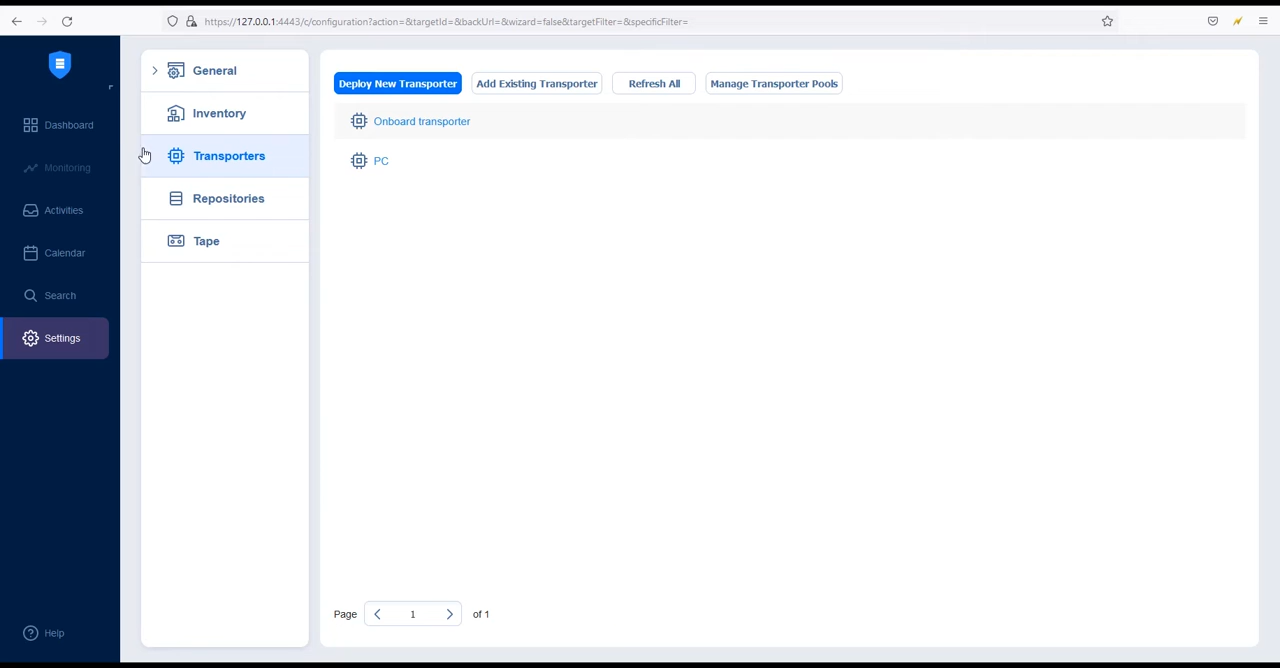 https://127.0.0.1:4443/c/configuration?action=&targetId=&backUrl=&wizard=false&targetFilter=&specificFilter=
Dashboard
Monitoring
Activities
Calendar
Search
Settings
Help
General
Inventory
Transporters
Repositories
Tape
Deploy New Transporter
Add Existing Transporter
Refresh All
Manage Transporter Pools
Onboard transporter
PC
Page 1 of 1